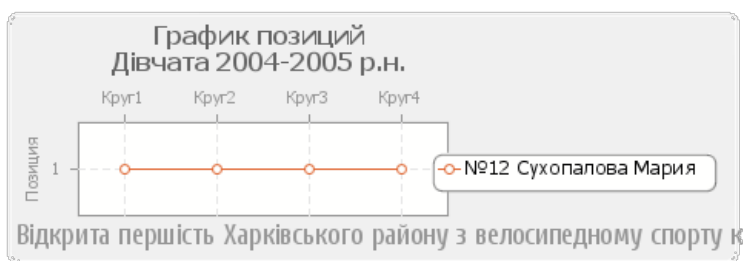 График позиций
Дівчата 2004-2005 р.н.
Круг1 Круг2 Круг3 Круг4
Позиция
1
№12 Сухопалова Мария
Відкрита першість Харківського району з велосипедному спорту к